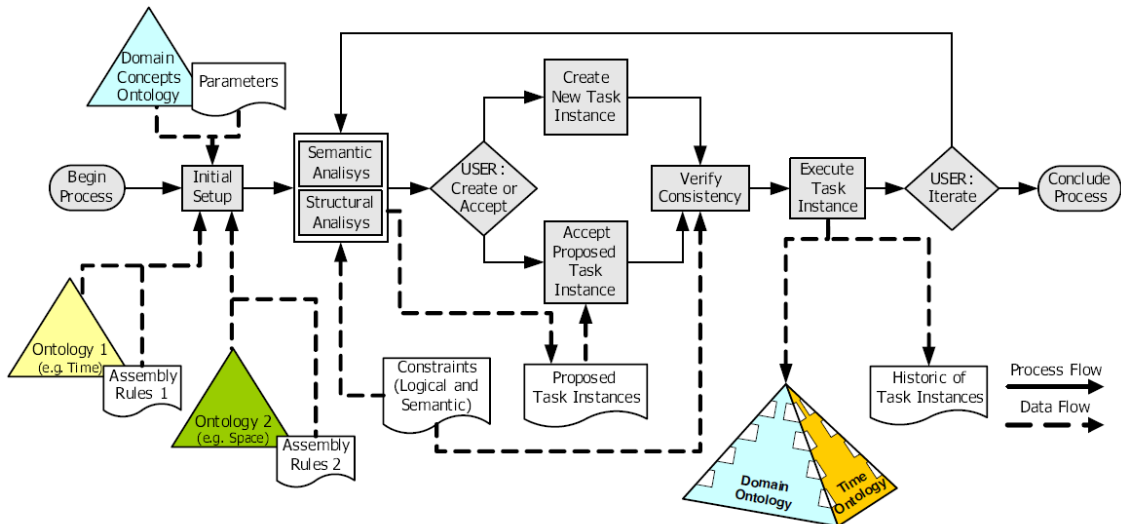 Domain
Concepts
Ontology
Parameters
Create
New Task
Instance
Begin
Process
Initial
Setup
Semantic
Analisys
Structural
Analisys
USER:
Create or
Accept
Verify
Consistency
Execute
Task
Instance
USER:
Iterate
Conclude
Process
Accept
Proposed
Task
Instance
Ontology 1
(e.g. Time)
Assembly
Rules 1
Ontology 2
(e.g. Space)
Assembly
Rules 2
Constraints
(Logical and
Semantic)
Proposed
Task Instances
Historic of
Task Instances
Process Flow
Data Flow
Domain
Ontology
Time
Ontology